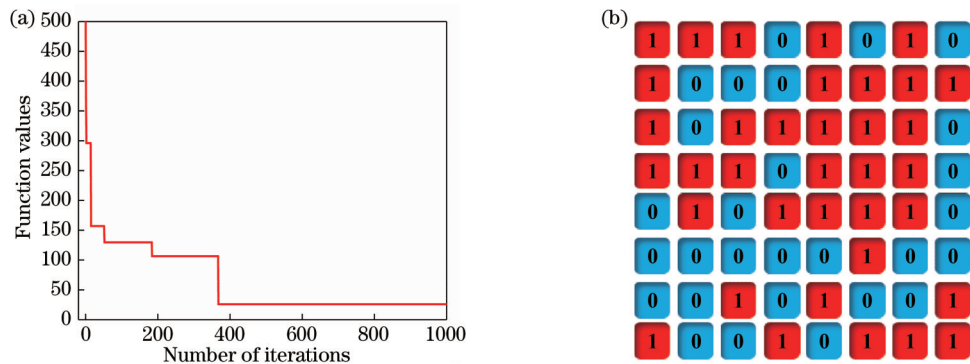 (a)
500
450
400
350
300
250
200
150
100
50
0
Function values
0 200 400 600 800 1000
Number of iterations
(b)
1 1 1 0 1 0 1 0
1 0 0 0 1 1 1 1
1 0 1 1 1 1 1 0
1 1 1 0 1 1 1 0
0 1 0 1 1 1 1 0
0 0 0 0 0 1 0 0
0 0 1 0 1 0 0 1
1 0 0 1 0 1 1 1